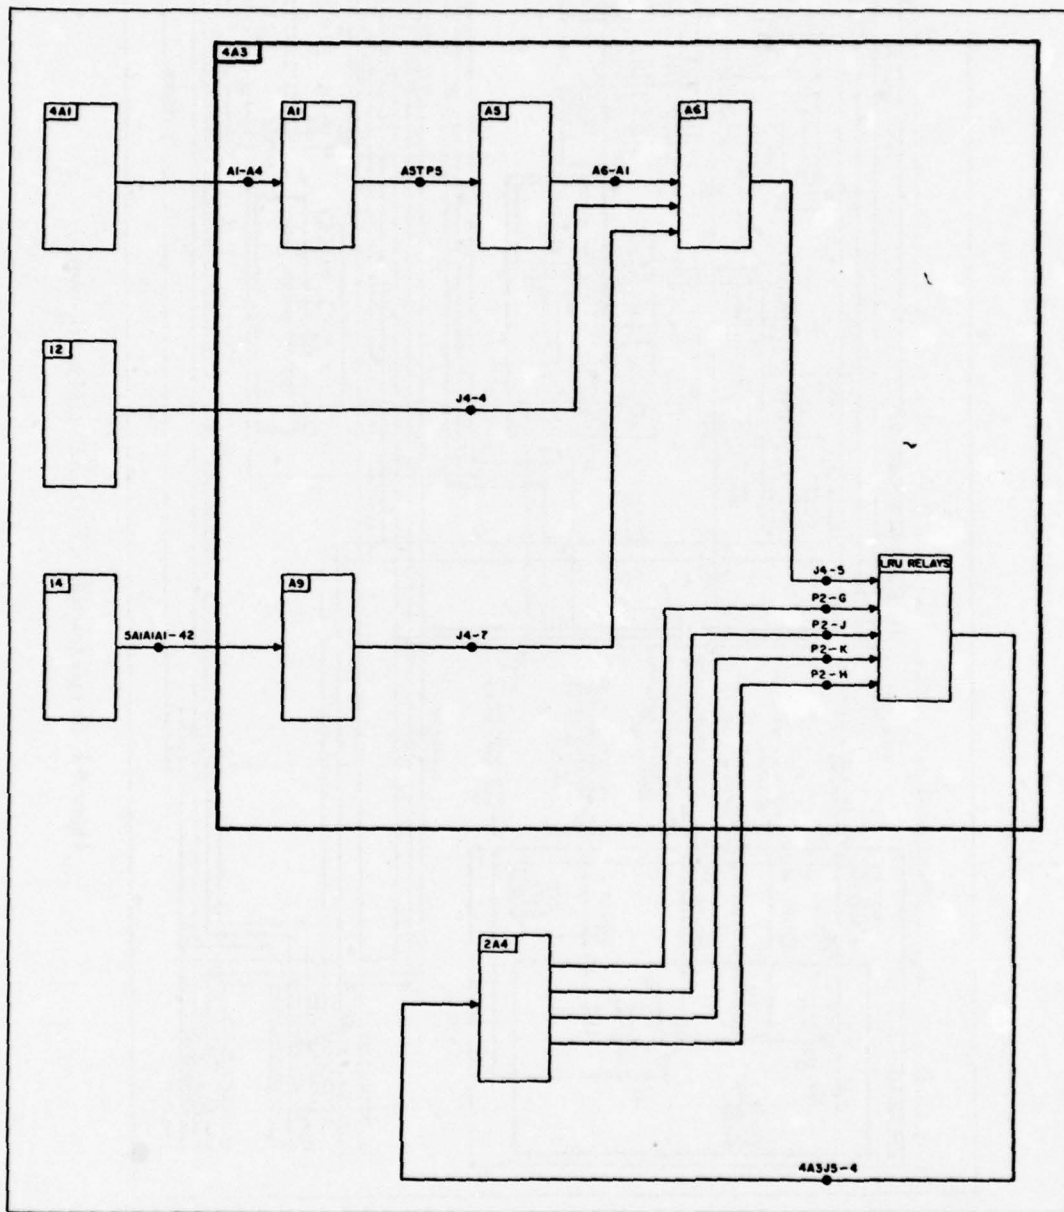 4A3
4A1
A1
A5
A6
A1-A4
A5TP5
A6-A1
12
J4-4
14
A9
LRU RELAYS
5A1A1A1-42
J4-7
J4-5
P2-G
P2-J
P2-K
P2-H
2A4
4A3J5-4